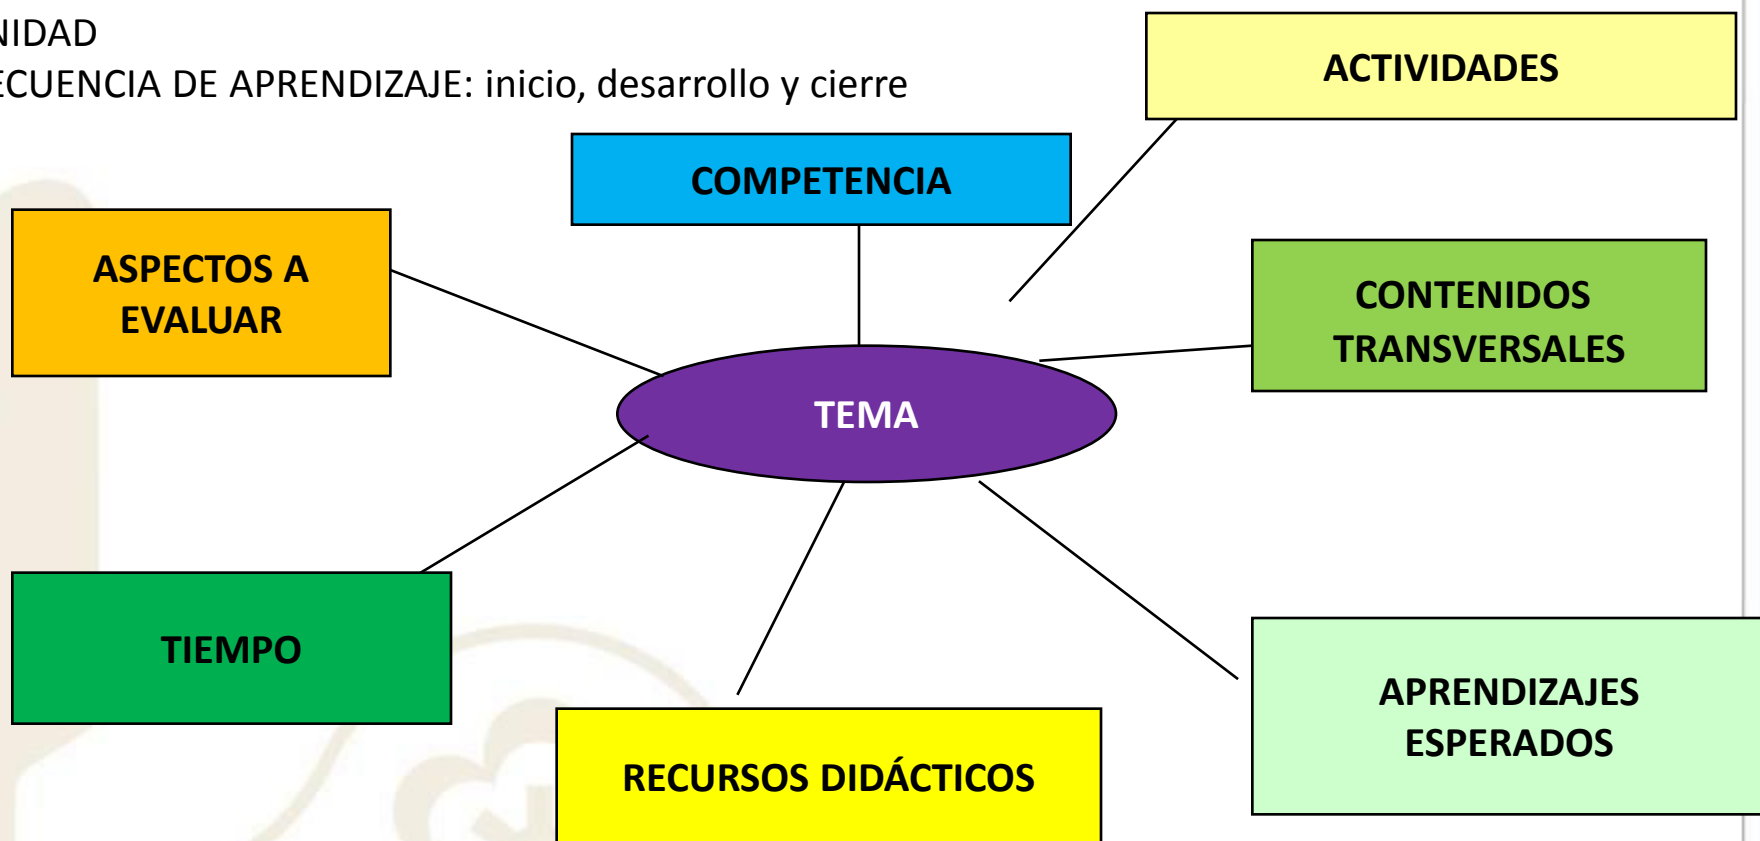 NIDAD
ECUENCIA DE APRENDIZAJE: inicio, desarrollo y cierre
ACTIVIDADES
COMPETENCIA
ASPECTOS A
EVALUAR
CONTENIDOS
TRANSVERSALES
TEMA
TIEMPO
APRENDIZAJES
ESPERADOS
RECURSOS DIDÁCTICOS